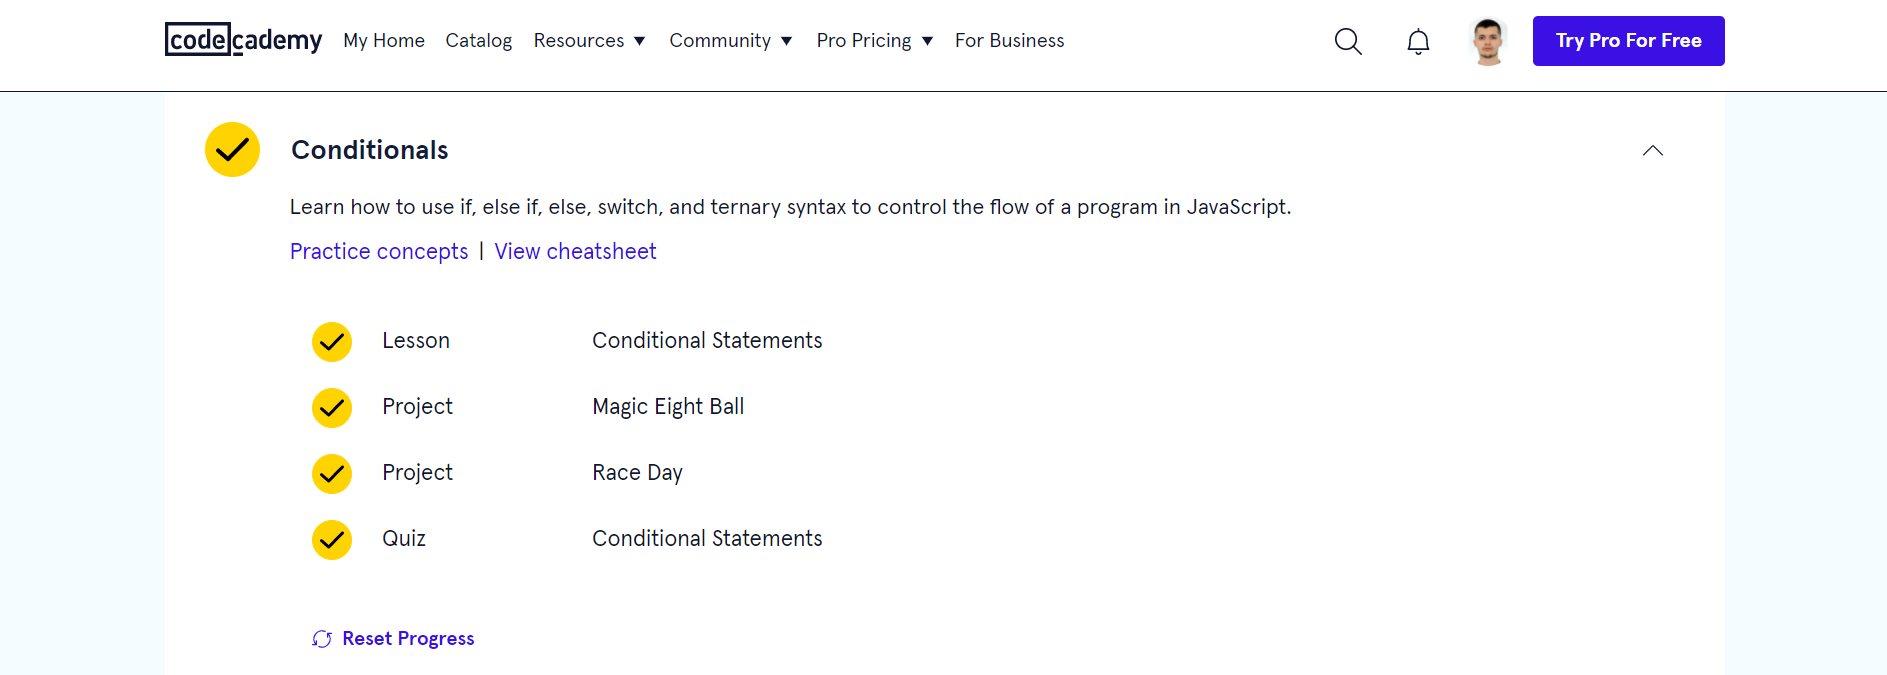 codecademy My Home Catalog Resources Community Pro Pricing For Business Try Pro For Free
Conditionals
Learn how to use if, else if, else, switch, and ternary syntax to control the flow of a program in JavaScript.
Practice concepts | View cheatsheet
Lesson Conditional Statements
Project Magic Eight Ball
Project Race Day
Quiz Conditional Statements
Reset Progress